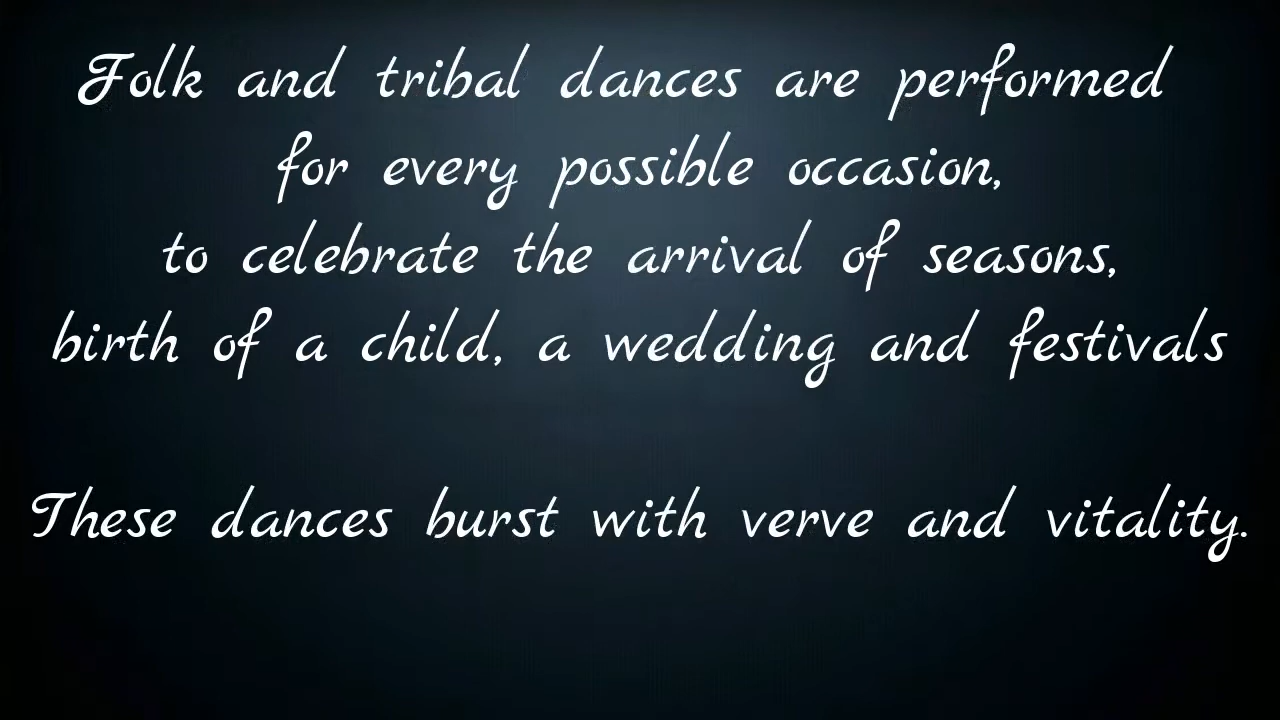 Folk and tribal dances are performed
for every possible occasion,
to celebrate the arrival of seasons,
birth of a child, a wedding and festivals
These dances burst with verve and vitality.